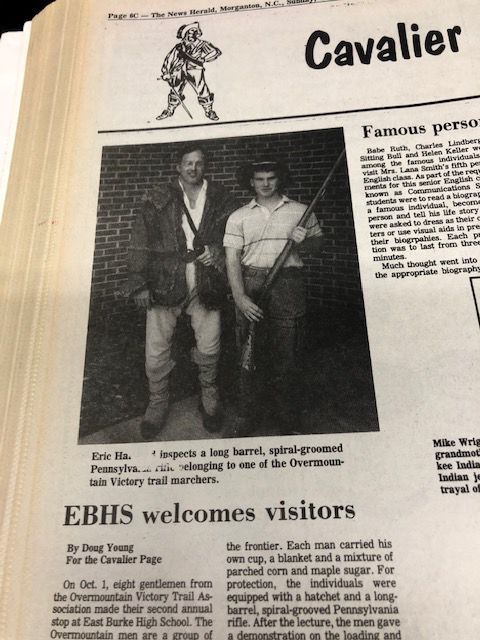 Page 6C — The News Herald, Morganton, N.C., Sunday,
Cavalier
Famous perso
Babe Ruth, Charles Lindberg
Sitting Bull and Helen Keller we
among the famous individuals
visit Mrs. Lana Smith's fifth pe
English class. As part of the requ
ments for this senior English c
known as Communications S
students were to read a biogra
a famous individual, become
person and tell his life story
were asked to dress as their c
ters or use visual aids in pre
their biogrpahies. Each p
tion was to last from three
minutes.
Much thought went into
the appropriate biography
Eric Ha. inspects a long barrel, spiral-groomed
Pennsylva rifle belonging to one of the Overmoun-
tain Victory trail marchers.
Mike Wrig
grandmot
kee India
Indian je
trayal of
EBHS welcomes visitors
By Doug Young
For the Cavalier Page
On Oct. 1, eight gentlemen from
the Overmountain Victory Trail As-
sociation made their second annual
stop at East Burke High School. The
Overmountain men are a group of
the frontier. Each man carried his
own cup, a blanket and a mixture of
parched corn and maple sugar. For
protection, the individuals were
equipped with a hatchet and a long-
barrel, spiral-grooved Pennsylvania
rifle. After the lecture, the men gave
a demonstration on the loading and